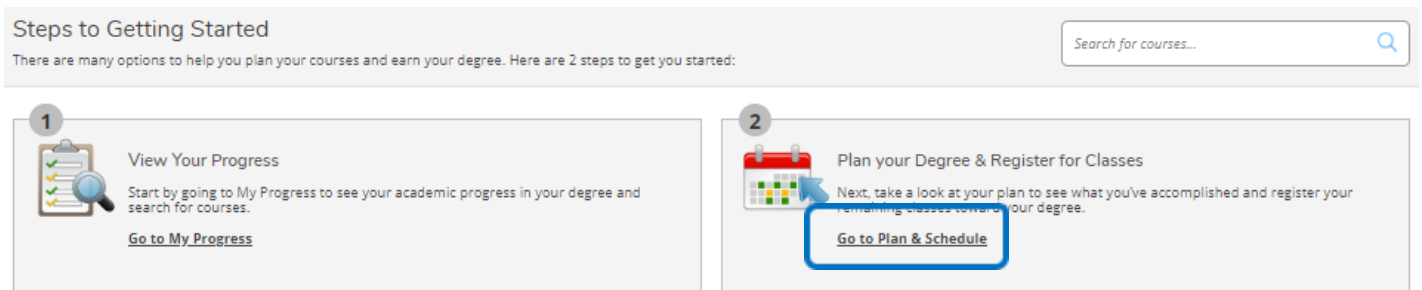 Steps to Getting Started
Search for courses...
There are many options to help you plan your courses and earn your degree. Here are 2 steps to get you started:
1
View Your Progress
Start by going to My Progress to see your academic progress in your degree and
search for courses.
Go to My Progress
2
Plan your Degree & Register for Classes
Next, take a look at your plan to see what you've accomplished and register your
remaining classes toward your degree.
Go to Plan & Schedule